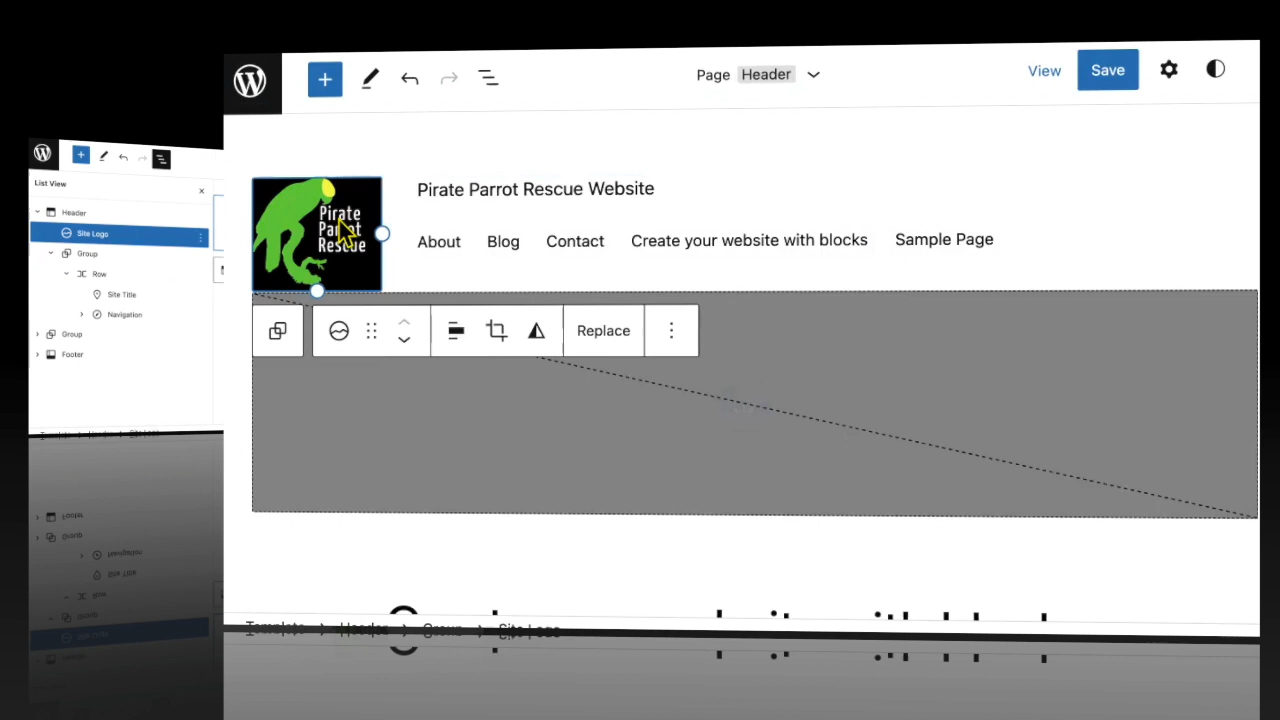 Page Header
View
Save
Pirate
Parrot
Rescue
Pirate Parrot Rescue Website
About Blog Contact Create your website with blocks Sample Page
Replace
List View
Header
Site Logo
Group
Row
Site Title
Navigation
Group
Footer